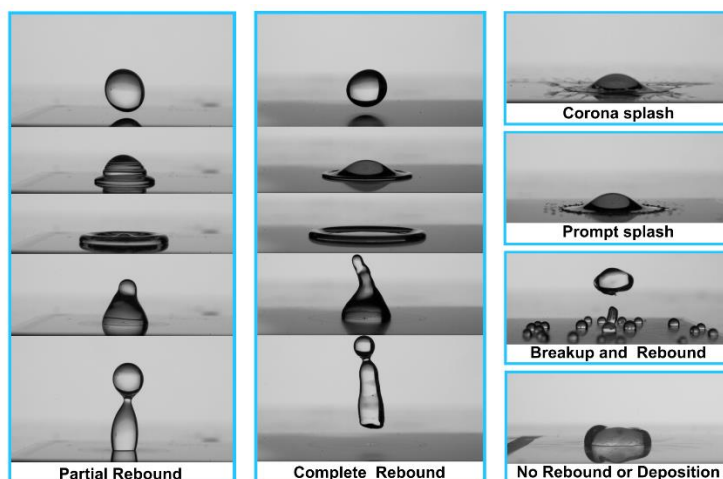 Partial Rebound
Complete Rebound
Corona splash
Prompt splash
Breakup and Rebound
No Rebound or Deposition